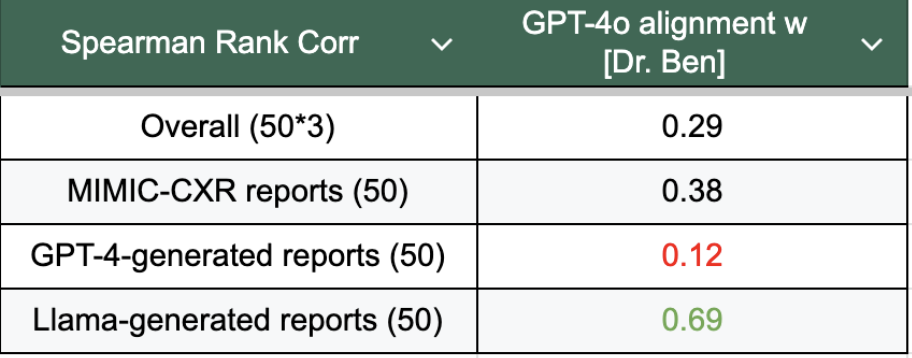 Spearman Rank Corr
GPT-4o alignment w
[Dr. Ben]
Overall (50*3)
0.29
MIMIC-CXR reports (50)
0.38
GPT-4-generated reports (50)
0.12
Llama-generated reports (50)
0.69